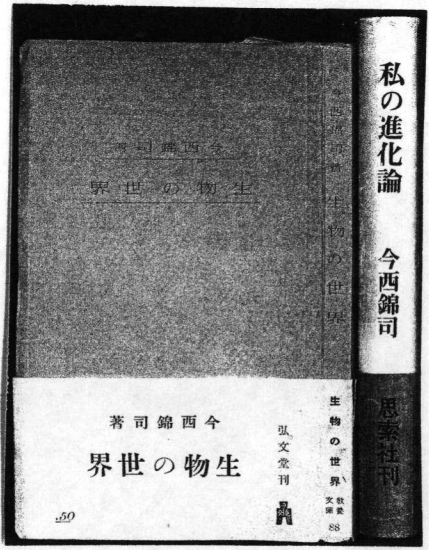 今西錦司
生物の世界
今西錦司著 生物の世界
今西錦司著
生物の世界
弘文堂刊
.50
生物の世界
教養
文庫
88
私の進化論 今西錦司 思索社刊